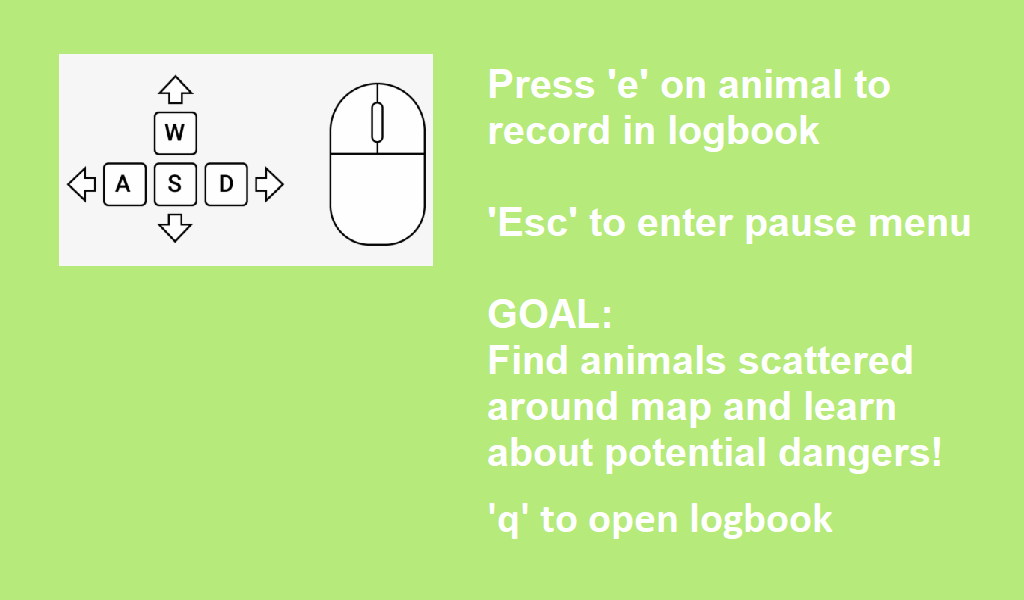 W
A S D
Press 'e' on animal to
record in logbook
'Esc' to enter pause menu
GOAL:
Find animals scattered
around map and learn
about potential dangers!
'q' to open logbook